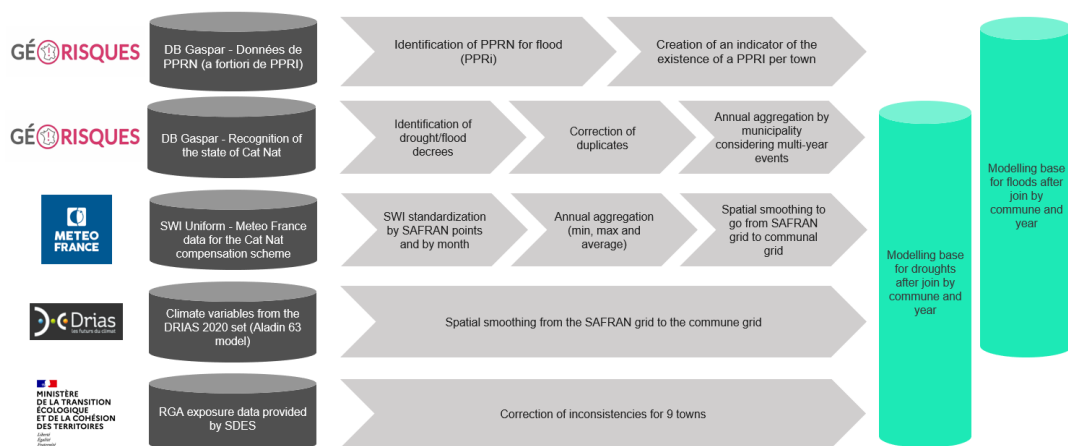 GÉORISQUES
DB Gaspar - Données de
PPRN (a fortiori de PPRI)
Identification of PPRN for flood
(PPRi)
Creation of an indicator of the
existence of a PPRI per town
GÉORISQUES
DB Gaspar - Recognition of
the state of Cat Nat
Identification of
drought/flood
decrees
Correction of
duplicates
Annual aggregation by
municipality
considering multi-year
events
METEO
FRANCE
SWI Uniform - Meteo France
data for the Cat Nat
compensation scheme
SWI standardization
by SAFRAN points
and by month
Annual aggregation
(min, max and
average)
Spatial smoothing to
go from SAFRAN
grid to communal
grid
Drias
les futurs du climat
Climate variables from the
DRIAS 2020 set (Aladin 63
model)
Spatial smoothing from the SAFRAN grid to the commune grid
MINISTÈRE
DE LA TRANSITION
ÉCOLOGIQUE
ET DE LA COHÉSION
DES TERRITOIRES
Liberté
Égalité
Fraternité
RGA exposure data provided
by SDES
Correction of inconsistencies for 9 towns
Modelling base
for droughts
after join by
commune and
year
Modelling base
for floods after
join by
commune and
year